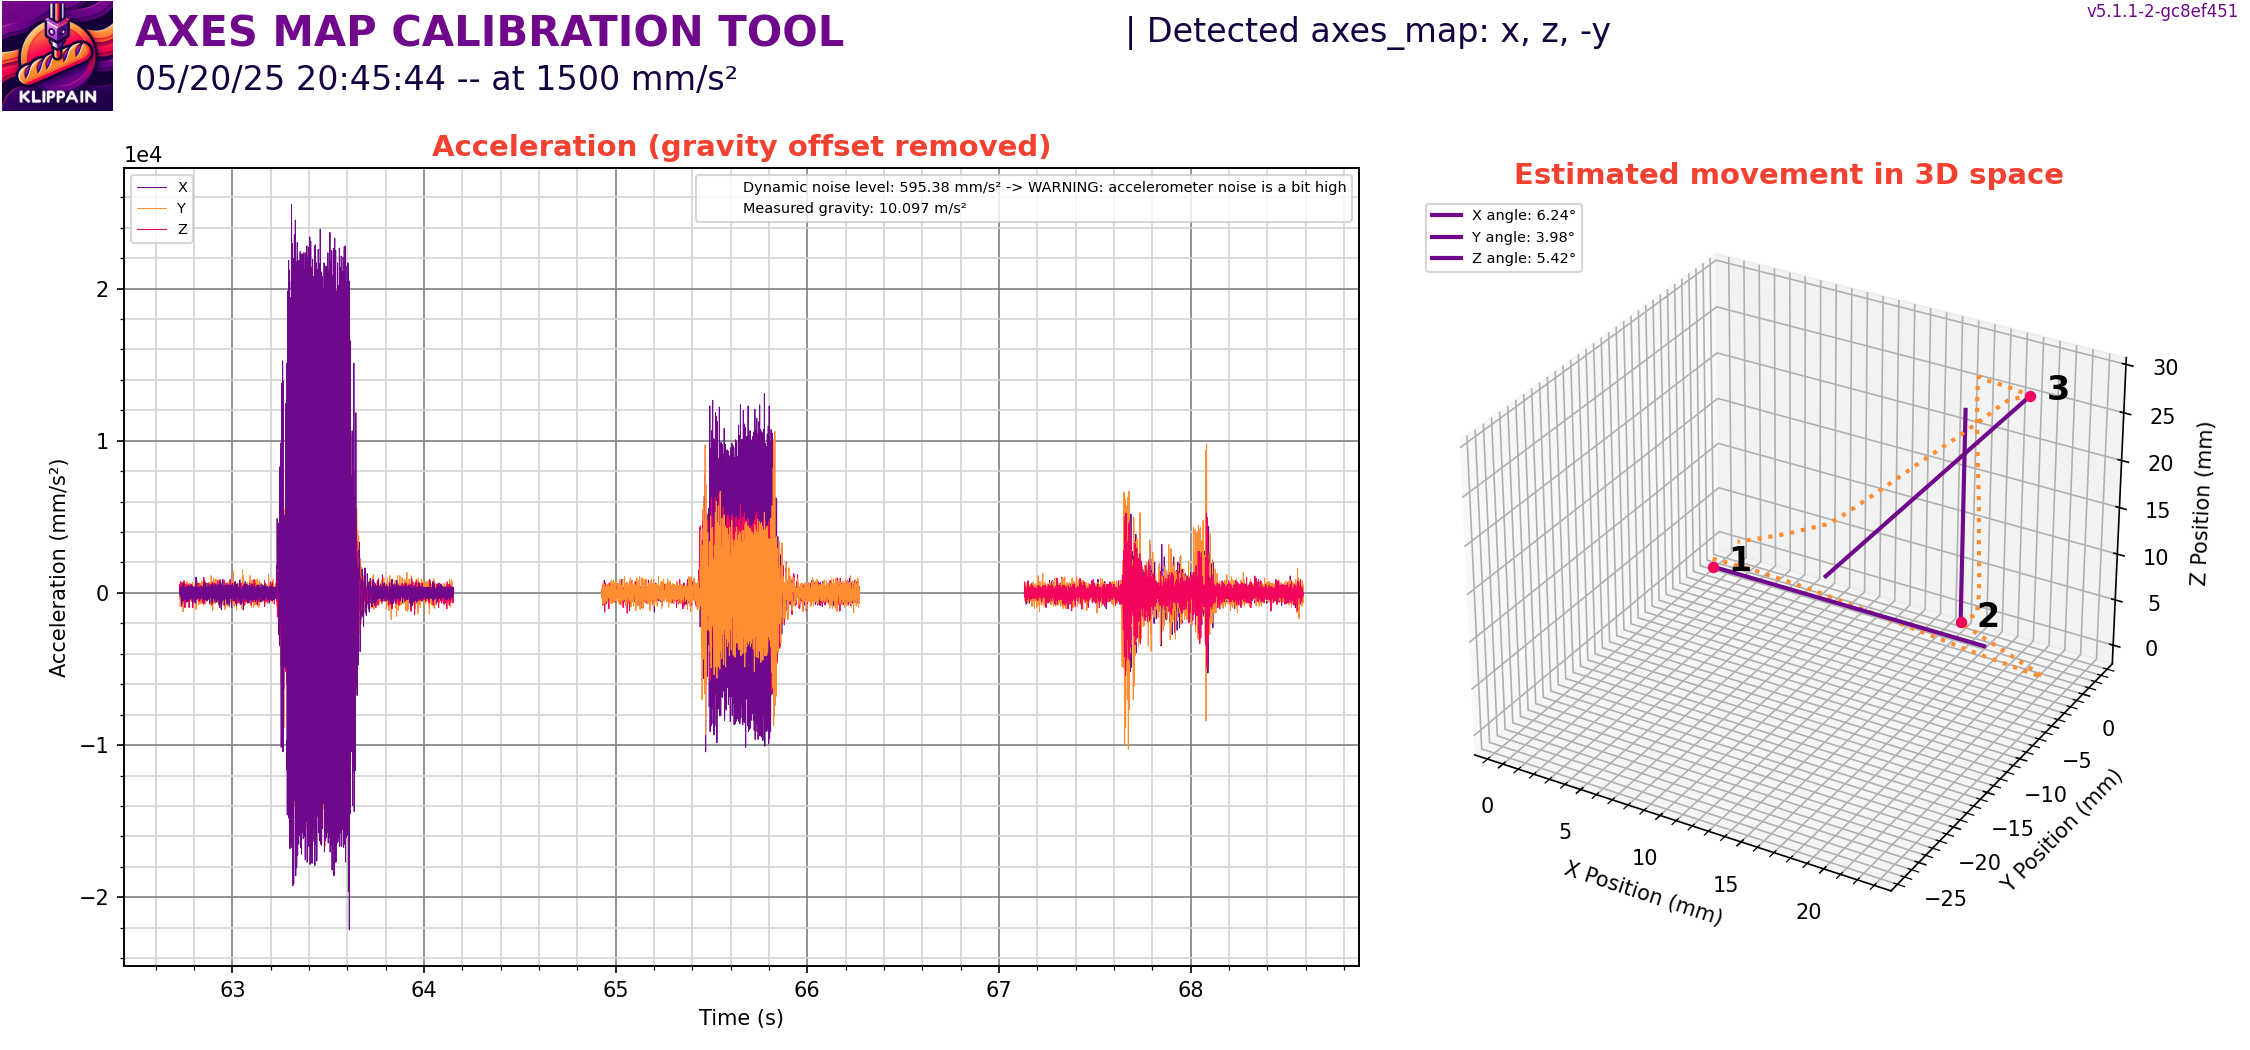 AXES MAP CALIBRATION TOOL
| Detected axes_map: x, z, -y
v5.1.1-2-gc8ef451
05/20/25 20:45:44 -- at 1500 mm/s²
KLIPPAIN
Acceleration (gravity offset removed)
1e4
X
Y
Z
Dynamic noise level: 595.38 mm/s² -> WARNING: accelerometer noise is a bit high
Measured gravity: 10.097 m/s²
Acceleration (mm/s²)
2
1
0
−1
−2
63 64 65 66 67 68
Time (s)
Estimated movement in 3D space
X angle: 6.24°
Y angle: 3.98°
Z angle: 5.42°
1
2
3
30
25
20
15
10
5
0
Z Position (mm)
0
−5
−10
−15
−20
−25
Y Position (mm)
0
5
10
15
20
X Position (mm)